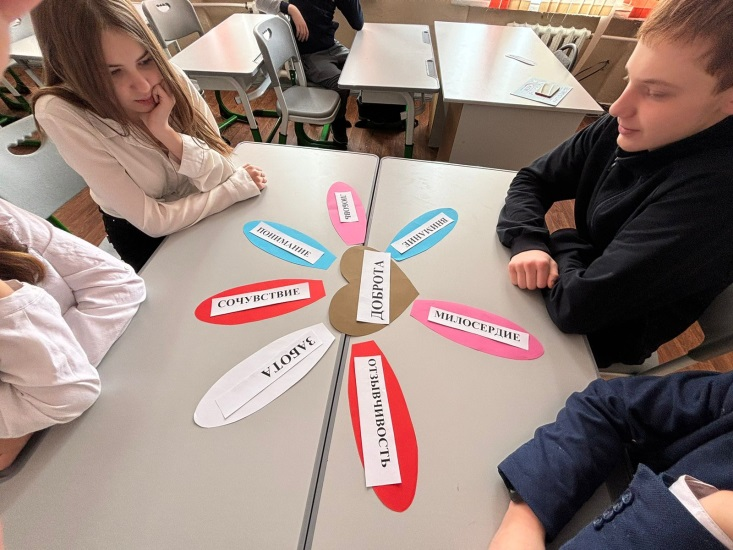 ПОНИМАНИЕ
ВНИМАНИЕ
СОЧУВСТВИЕ
ДОБРОТА
МИЛОСЕРДИЕ
ЗАБОТА
ОТЗЫВЧИВОСТЬ